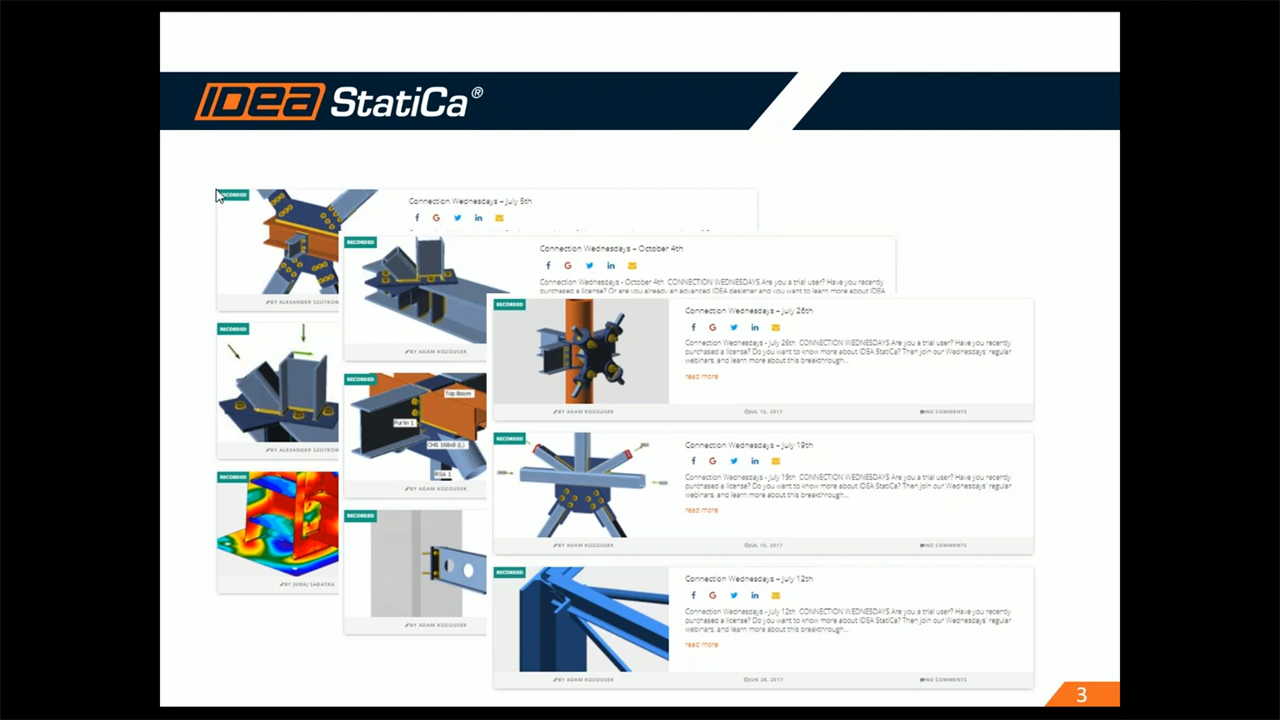 IDEA StatiCa®
RECORDED
Connection Wednesdays – July 5th
BY ALEXANDER SZOTKOW
RECORDED
BY ALEXANDER SZOTKOW
RECORDED
BY JURAJ SABATKA
RECORDED
Connection Wednesdays – October 4th
Connection Wednesdays - October 4th CONNECTION WEDNESDAYS Are you a trial user? Have you recently
purchased a license? Or are you already an advanced IDEA designer and you want to learn more about IDEA
BY ADAM KOZOUSEK
RECORDED
Top Boom
Purlin 1
CHS 168x8 (L)
BY ADAM KOZOUSEK
RECORDED
BY ADAM KOZOUSEK
RECORDED
Connection Wednesdays – July 26th
Connection Wednesdays - July 26th CONNECTION WEDNESDAYS Are you a trial user? Have you recently
purchased a license? Do you want to know more about IDEA StatiCa? Then join our Wednesdays' regular
webinars, and learn more about this breakthrough...
read more
BY ADAM KOZOUSEK JUL 10, 2017 NO COMMENTS
RECORDED
Connection Wednesdays – July 19th
Connection Wednesdays - July 19th CONNECTION WEDNESDAYS Are you a trial user? Have you recently
purchased a license? Do you want to know more about IDEA StatiCa? Then join our Wednesdays' regular
webinars, and learn more about this breakthrough...
read more
BY ADAM KOZOUSEK JUL 10, 2017 NO COMMENTS
RECORDED
Connection Wednesdays – July 12th
Connection Wednesdays - July 12th CONNECTION WEDNESDAYS Are you a trial user? Have you recently
purchased a license? Do you want to know more about IDEA StatiCa? Then join our Wednesdays' regular
webinars, and learn more about this breakthrough...
read more
BY ADAM KOZOUSEK JUN 28, 2017 NO COMMENTS
3